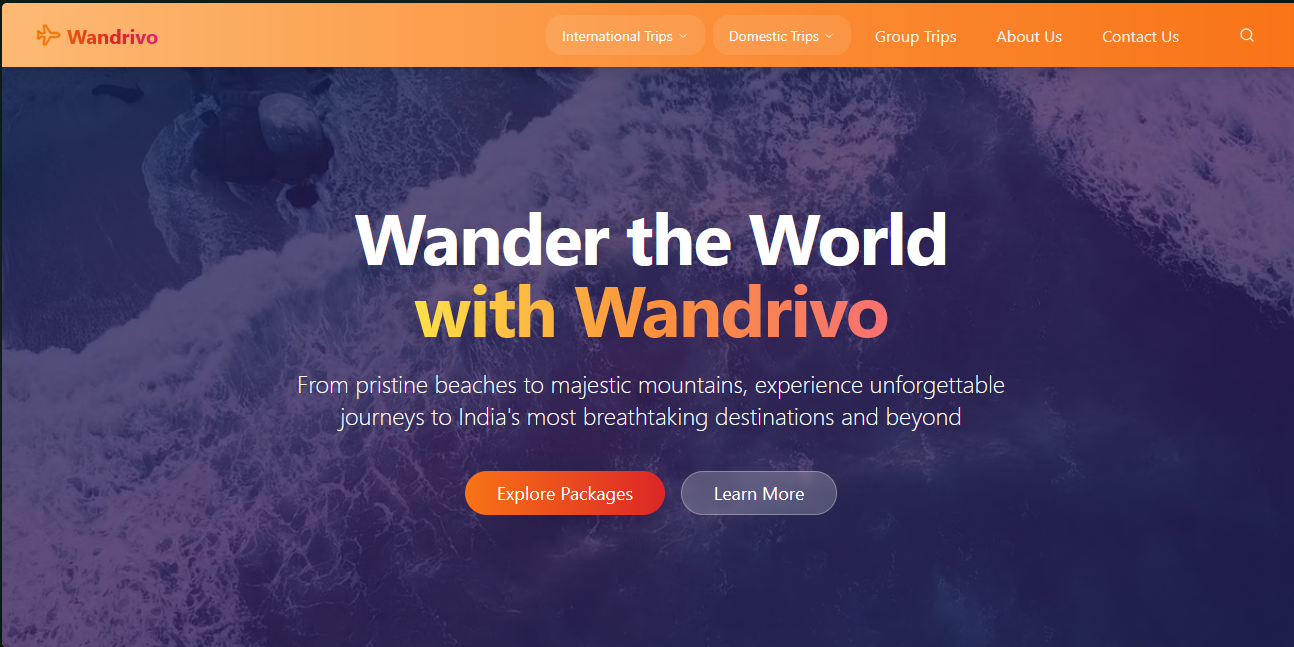 Wandrivo
International Trips
Domestic Trips
Group Trips
About Us
Contact Us
Wander the World
with Wandrivo
From pristine beaches to majestic mountains, experience unforgettable
journeys to India's most breathtaking destinations and beyond
Explore Packages
Learn More